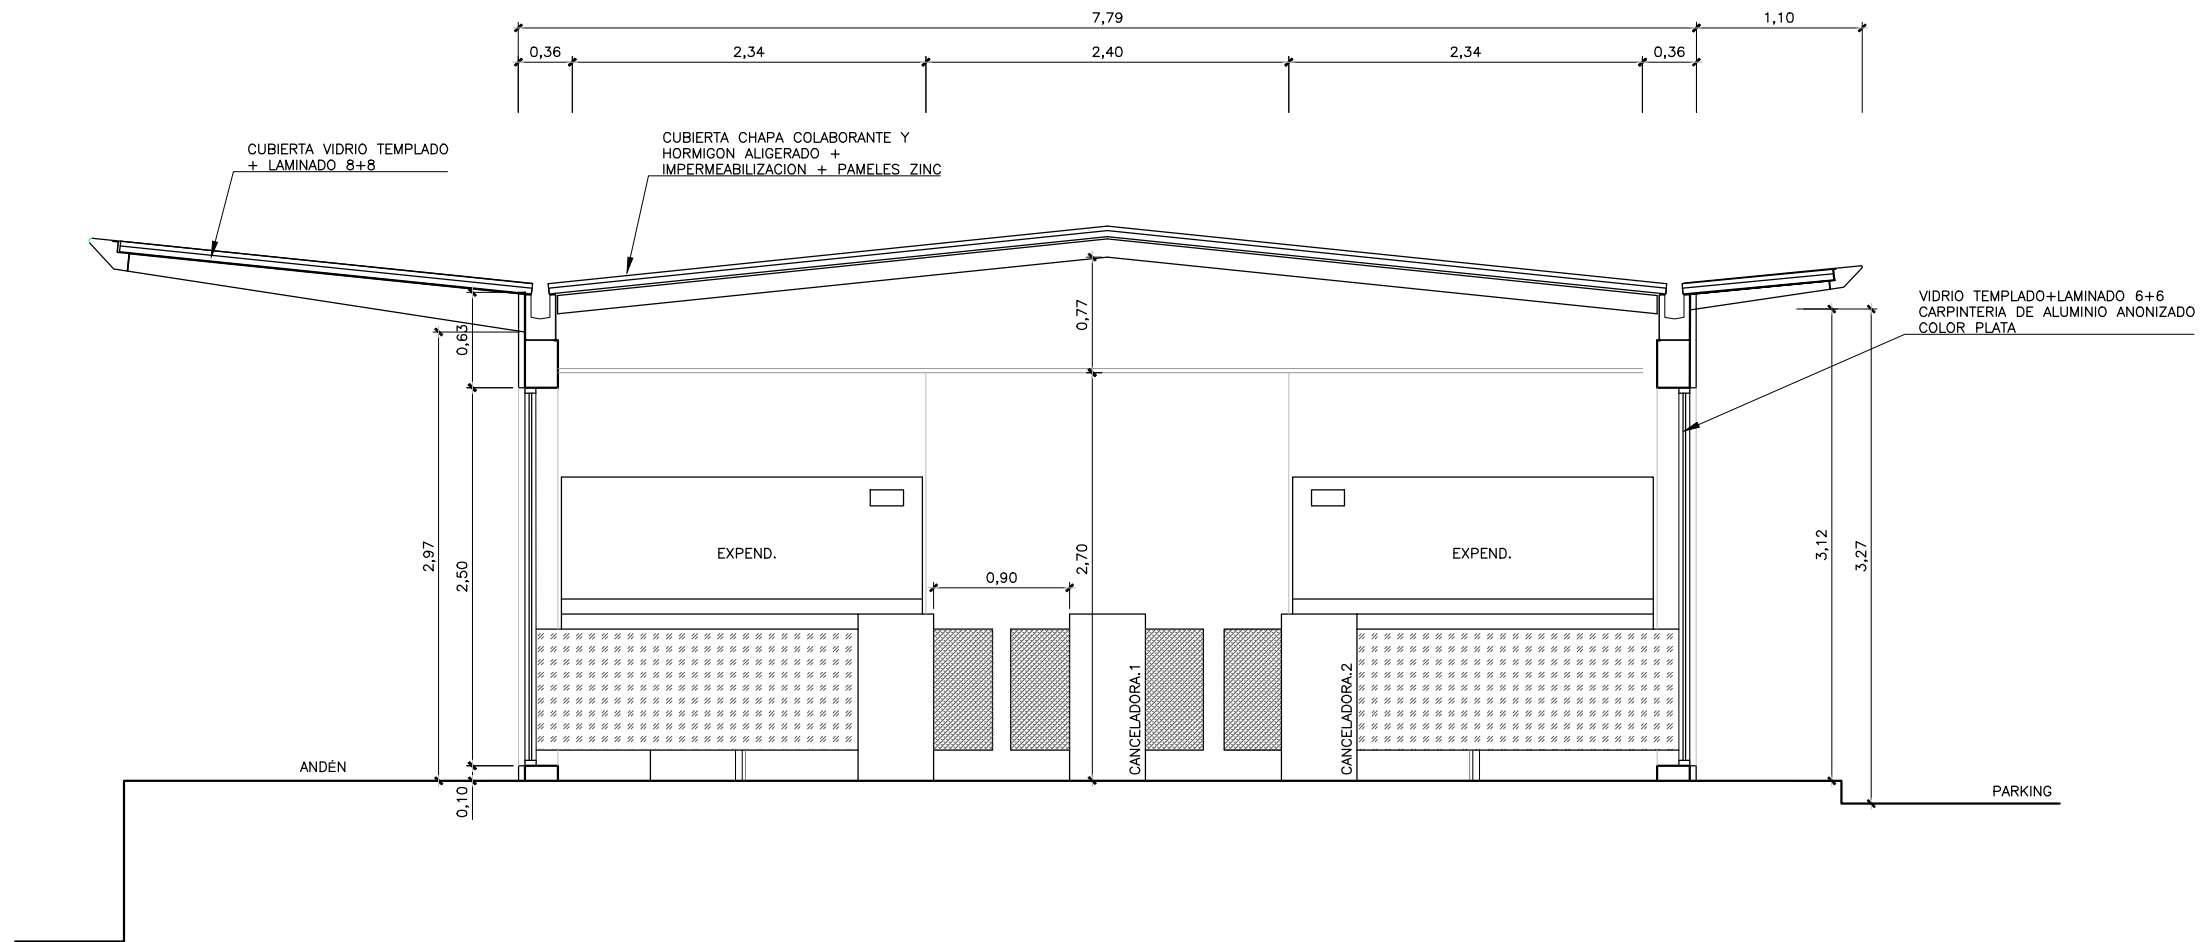 7,79
1,10
0,36
2,34
2,40
2,34
0,36
CUBIERTA VIDRIO TEMPLADO
+ LAMINADO 8+8
CUBIERTA CHAPA COLABORANTE Y
HORMIGON ALIGERADO +
IMPERMEABILIZACION + PAMELES ZINC
VIDRIO TEMPLADO+LAMINADO 6+6
CARPINTERIA DE ALUMINIO ANONIZADO
COLOR PLATA
0,63
0,77
2,97
2,50
EXPEND.
0,90
2,70
EXPEND.
3,12
3,27
CANCELADORA.1
CANCELADORA.2
ANDÉN
0,10
PARKING